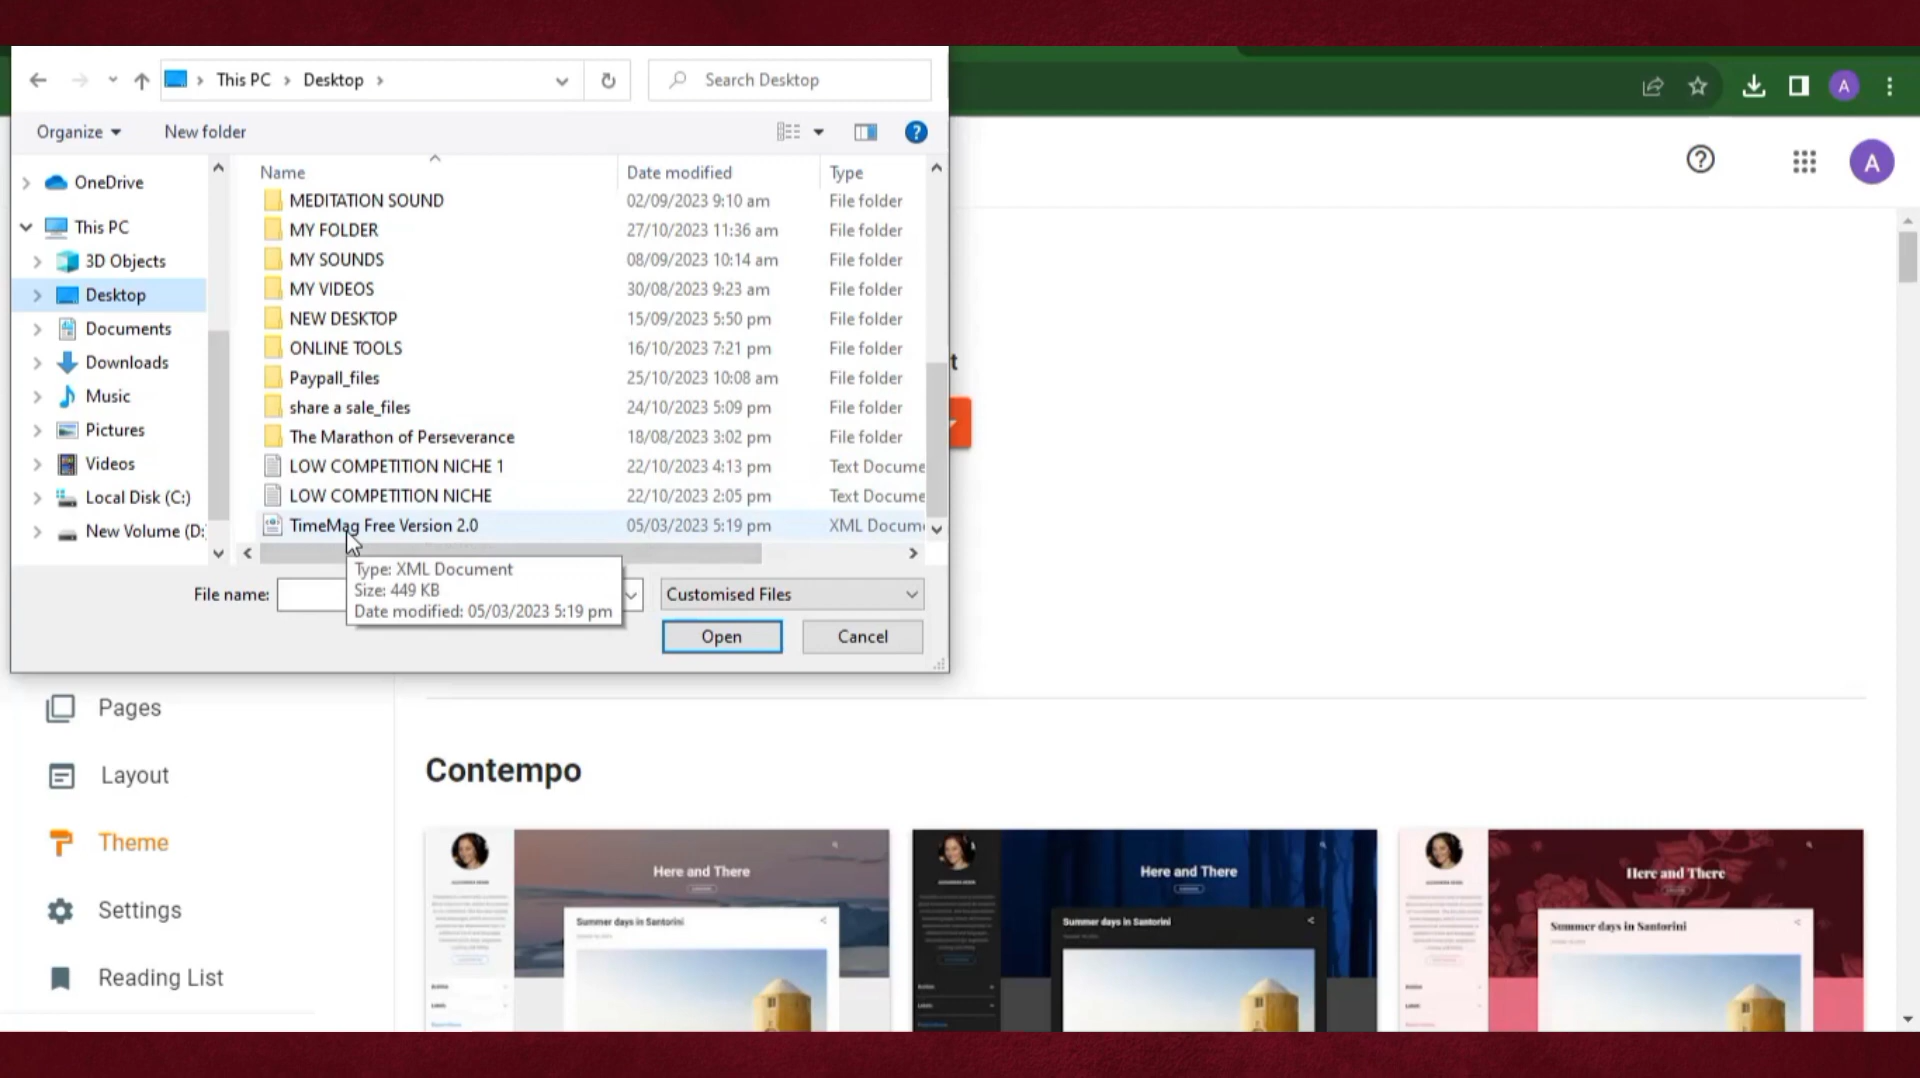 This PC
Desktop
Search Desktop
A
Organize
New folder
?
A
OneDrive
This PC
3D Objects
Desktop
Documents
Downloads
Music
Pictures
Videos
Local Disk (C:)
New Volume (D:
Name Date modified Type
MEDITATION SOUND 02/09/2023 9:10 am File folder
MY FOLDER 27/10/2023 11:36 am File folder
MY SOUNDS 08/09/2023 10:14 am File folder
MY VIDEOS 30/08/2023 9:23 am File folder
NEW DESKTOP 15/09/2023 5:50 pm File folder
ONLINE TOOLS 16/10/2023 7:21 pm File folder
Paypall_files 25/10/2023 10:08 am File folder
share a sale_files 24/10/2023 5:09 pm File folder
The Marathon of Perseverance 18/08/2023 3:02 pm File folder
LOW COMPETITION NICHE 1 22/10/2023 4:13 pm Text Docume
LOW COMPETITION NICHE 22/10/2023 2:05 pm Text Docume
TimeMag Free Version 2.0 05/03/2023 5:19 pm XML Docum
Type: XML Document
Size: 449 KB
Date modified: 05/03/2023 5:19 pm
File name:
Customised Files
Open
Cancel
t
Pages
Layout
Theme
Settings
Reading List
Contempo
Here and There
Summer days in Santorini
Here and There
Summer days in Santorini
Here and There
Summer days in Santorini